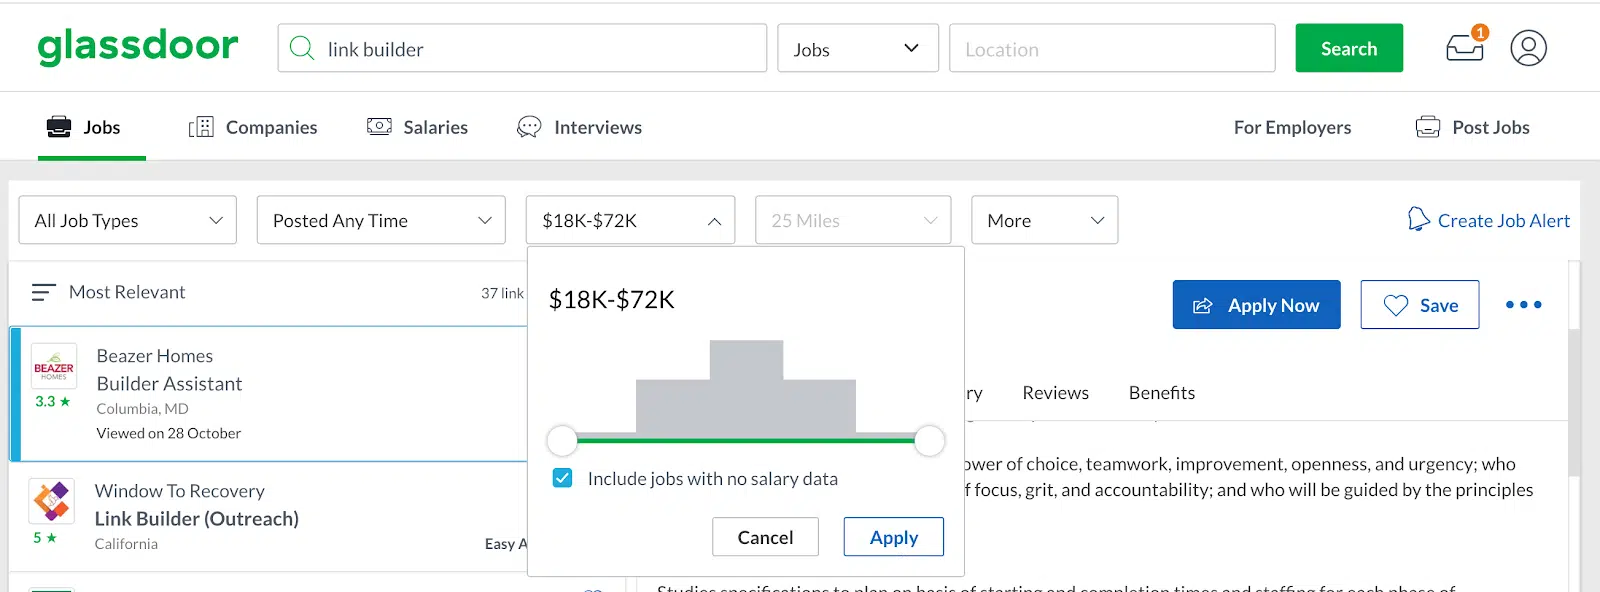 glassdoor
link builder
Jobs
Location
Search
1
Jobs
Companies
Salaries
Interviews
For Employers
Post Jobs
All Job Types
Posted Any Time
$18K-$72K
25 Miles
More
Create Job Alert
Most Relevant
37 link
$18K-$72K
Apply Now
Save
BEAZER
HOMES
3.3 ★
Beazer Homes
Builder Assistant
Columbia, MD
Viewed on 28 October
ry
Reviews
Benefits
ower of choice, teamwork, improvement, openness, and urgency; who
f focus, grit, and accountability; and who will be guided by the principles
Include jobs with no salary data
Cancel
Apply
5 ★
Window To Recovery
Link Builder (Outreach)
California
Easy A
Studies specifications to plan on basis of starting and completion times and staffing for each phase of